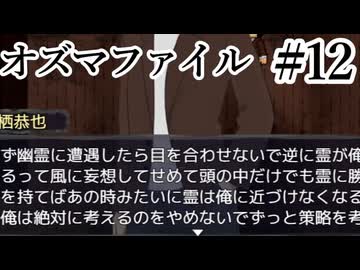 オズマファイル #12
栖恭也
ず幽霊に遭遇したら目を合わせないで逆に霊が俺
るって風に妄想してせめて頭の中だけでも霊に勝
を持てばあの時みたいに霊は俺に近づけなくなる
俺は絶対に考えるのをやめないでずっと策略を考